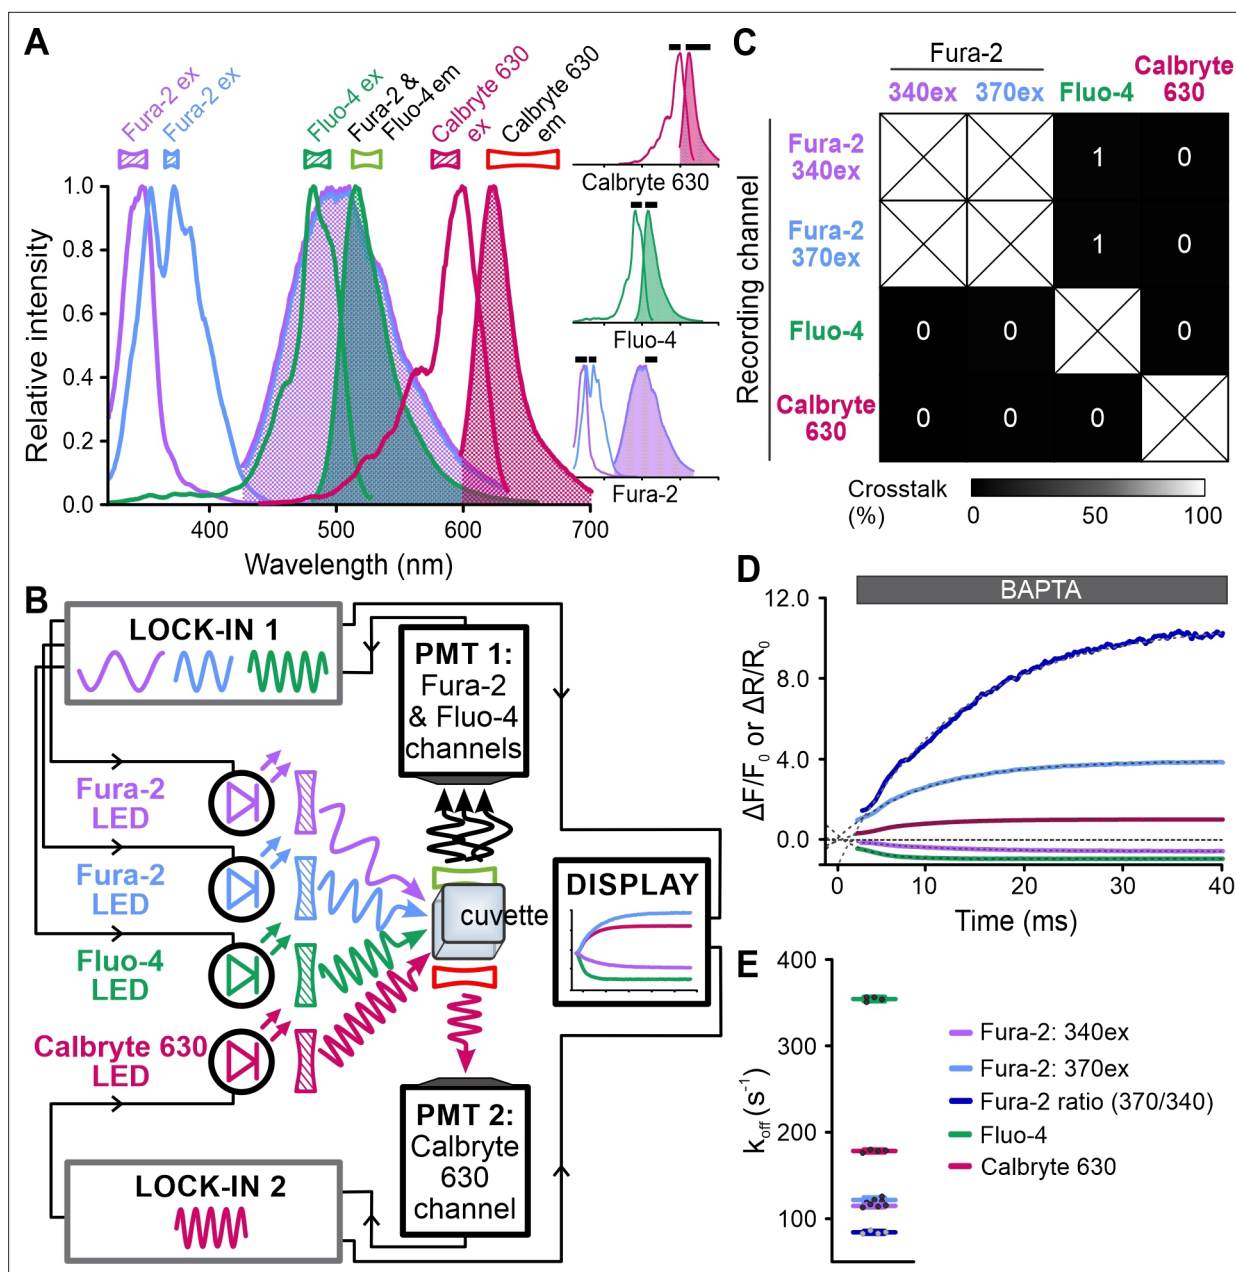 A
Fura-2 ex
Fura-2 ex
Fluo-4 ex
Fura-2 &
Fluo-4 em
Calbryte 630
ex
Calbryte 630
em
Relative intensity
1.0
0.8
0.6
0.4
0.2
0.0
400
500
600
700
Wavelength (nm)
Calbryte 630
Fluo-4
Fura-2
B
LOCK-IN 1
PMT 1:
Fura-2
& Fluo-4
channels
Fura-2
LED
Fura-2
LED
Fluo-4
LED
Calbryte 630
LED
cuvette
DISPLAY
PMT 2:
Calbryte
630
channel
LOCK-IN 2
C
Fura-2
340ex
370ex
Fluo-4
Calbryte
630
Recording channel
Fura-2
340ex
1
0
Fura-2
370ex
1
0
Fluo-4
0
0
0
Calbryte
630
0
0
0
Crosstalk
(%)
0
50
100
D
BAPTA
ΔF/F₀ or ΔR/R₀
12.0
8.0
4.0
0.0
0
10
20
30
40
Time (ms)
E
k_off (s⁻¹)
400
300
200
100
Fura-2: 340ex
Fura-2: 370ex
Fura-2 ratio (370/340)
Fluo-4
Calbryte 630